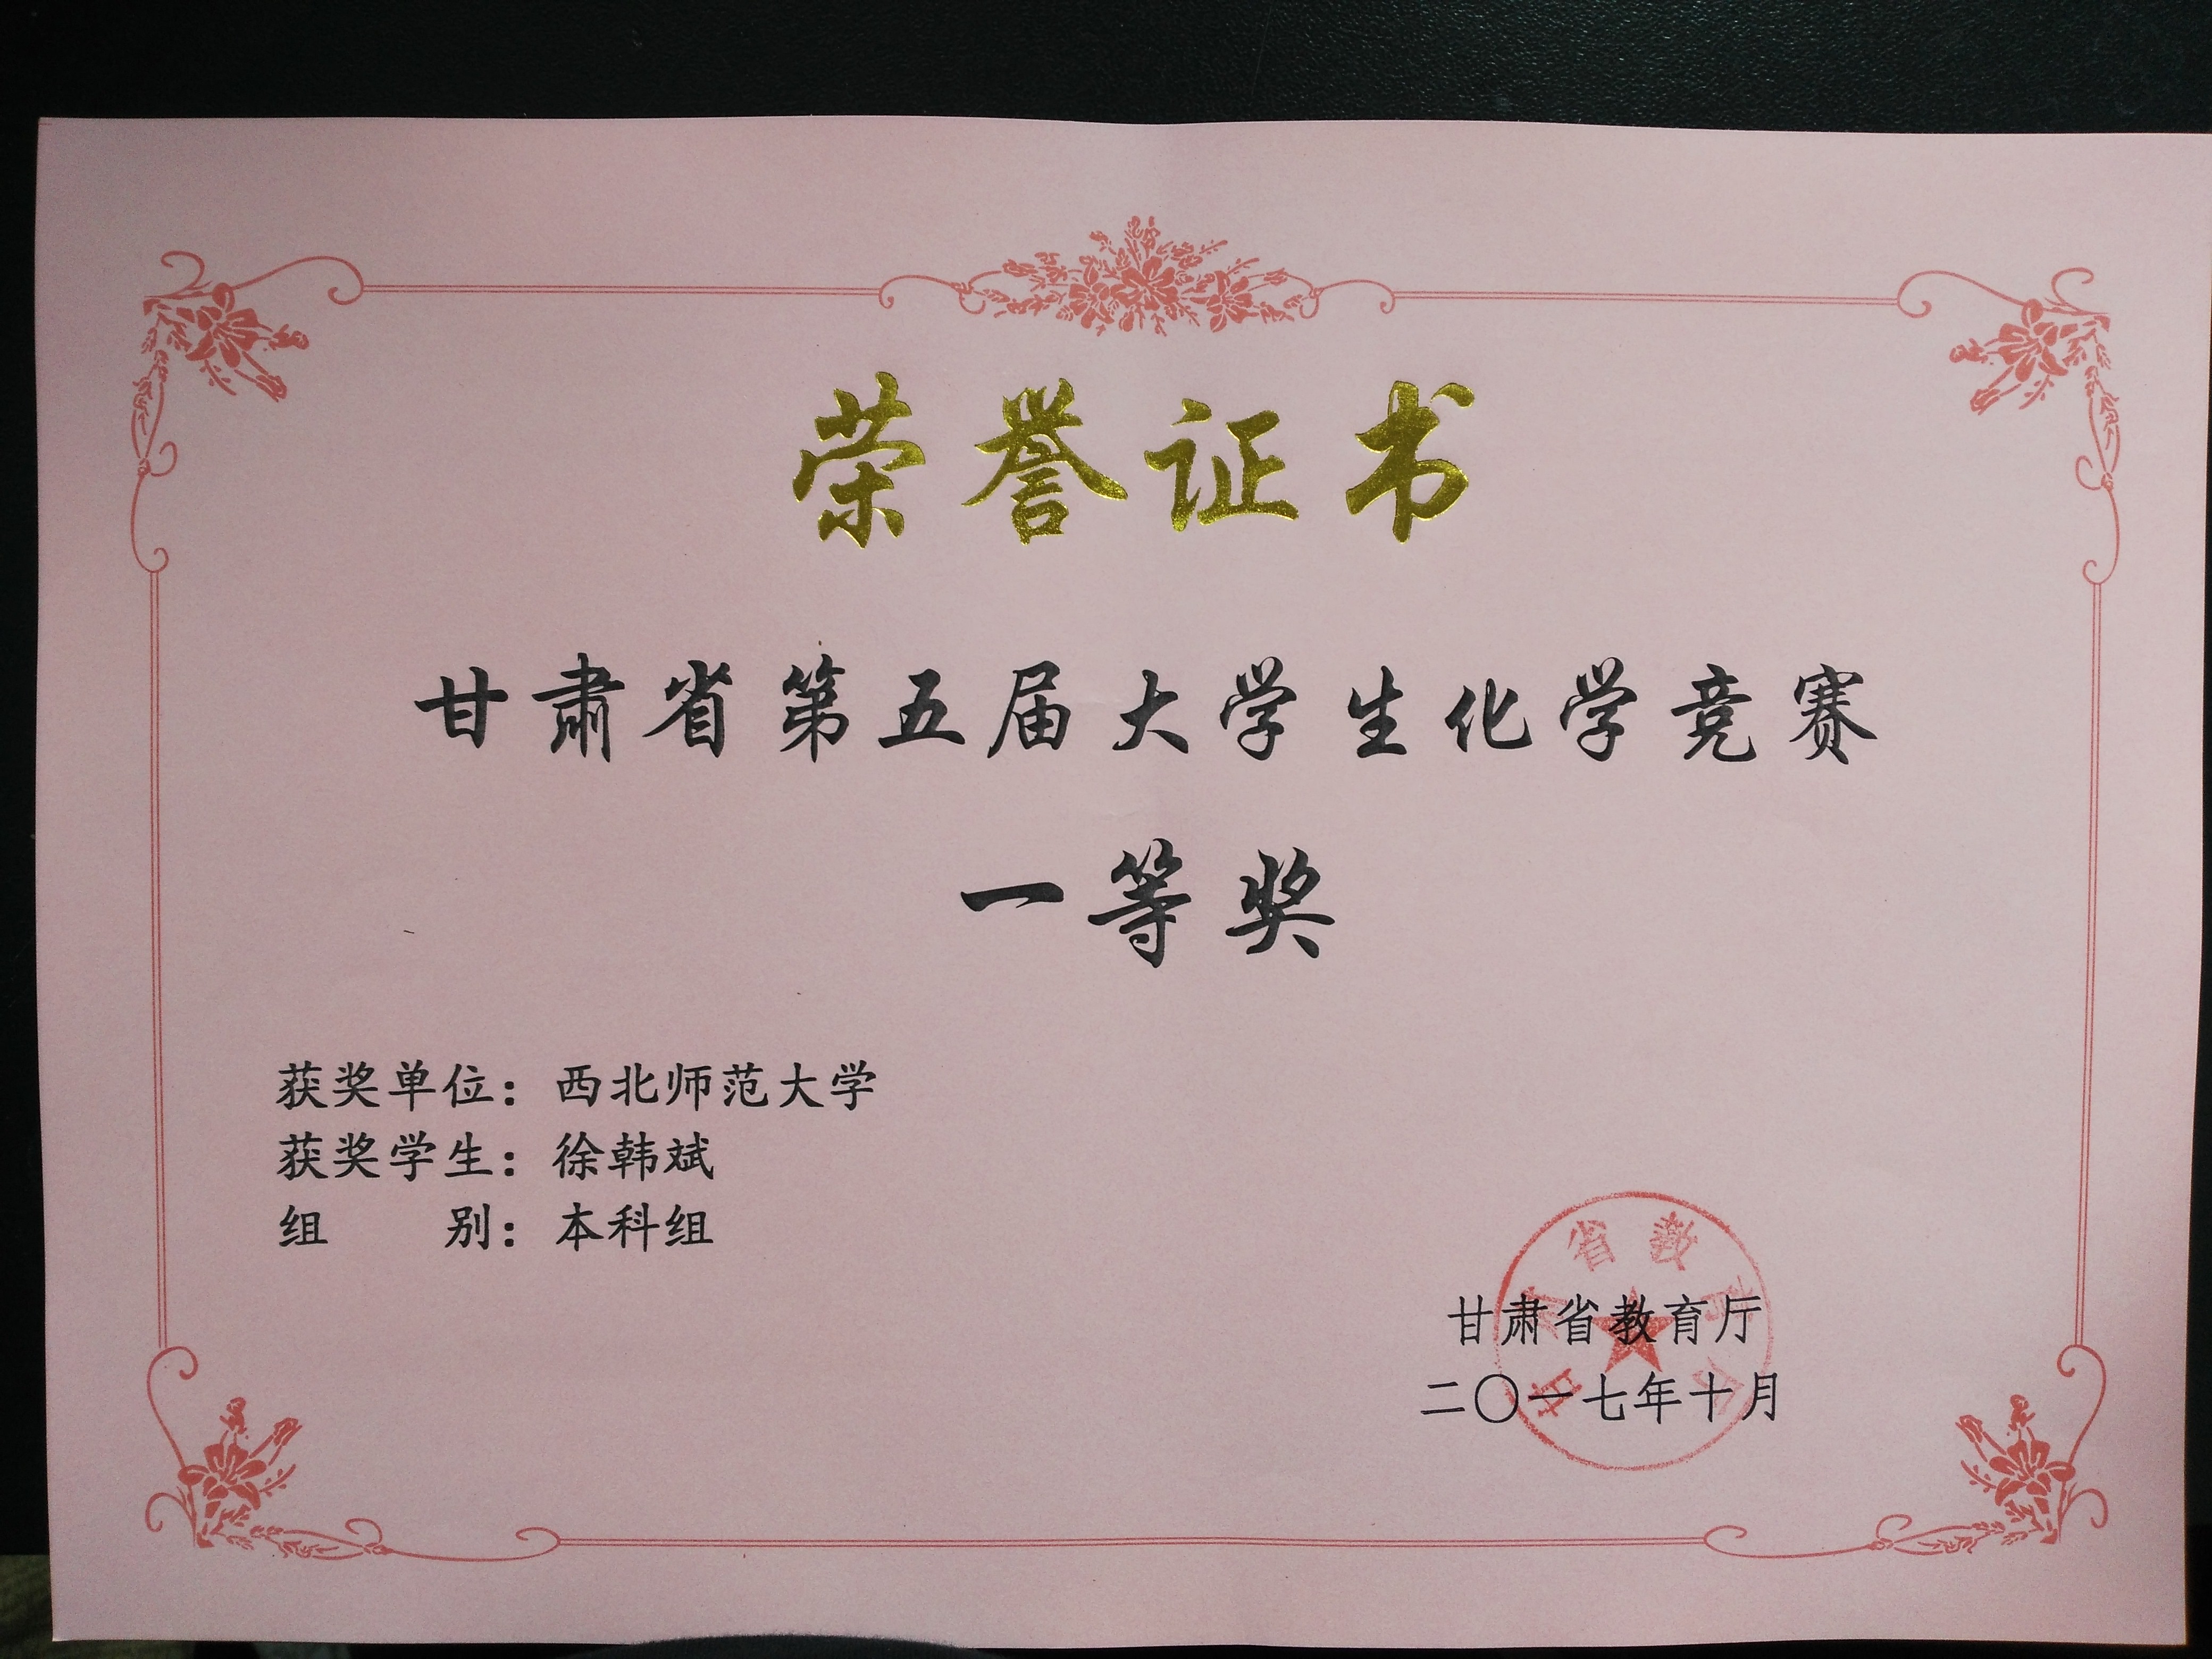 荣誉证书
甘肃省第五届大学生化学竞赛
一等奖
获奖单位：西北师范大学
获奖学生：徐韩斌
组　　别：本科组
甘肃省教育厅
二〇一七年十月
省教